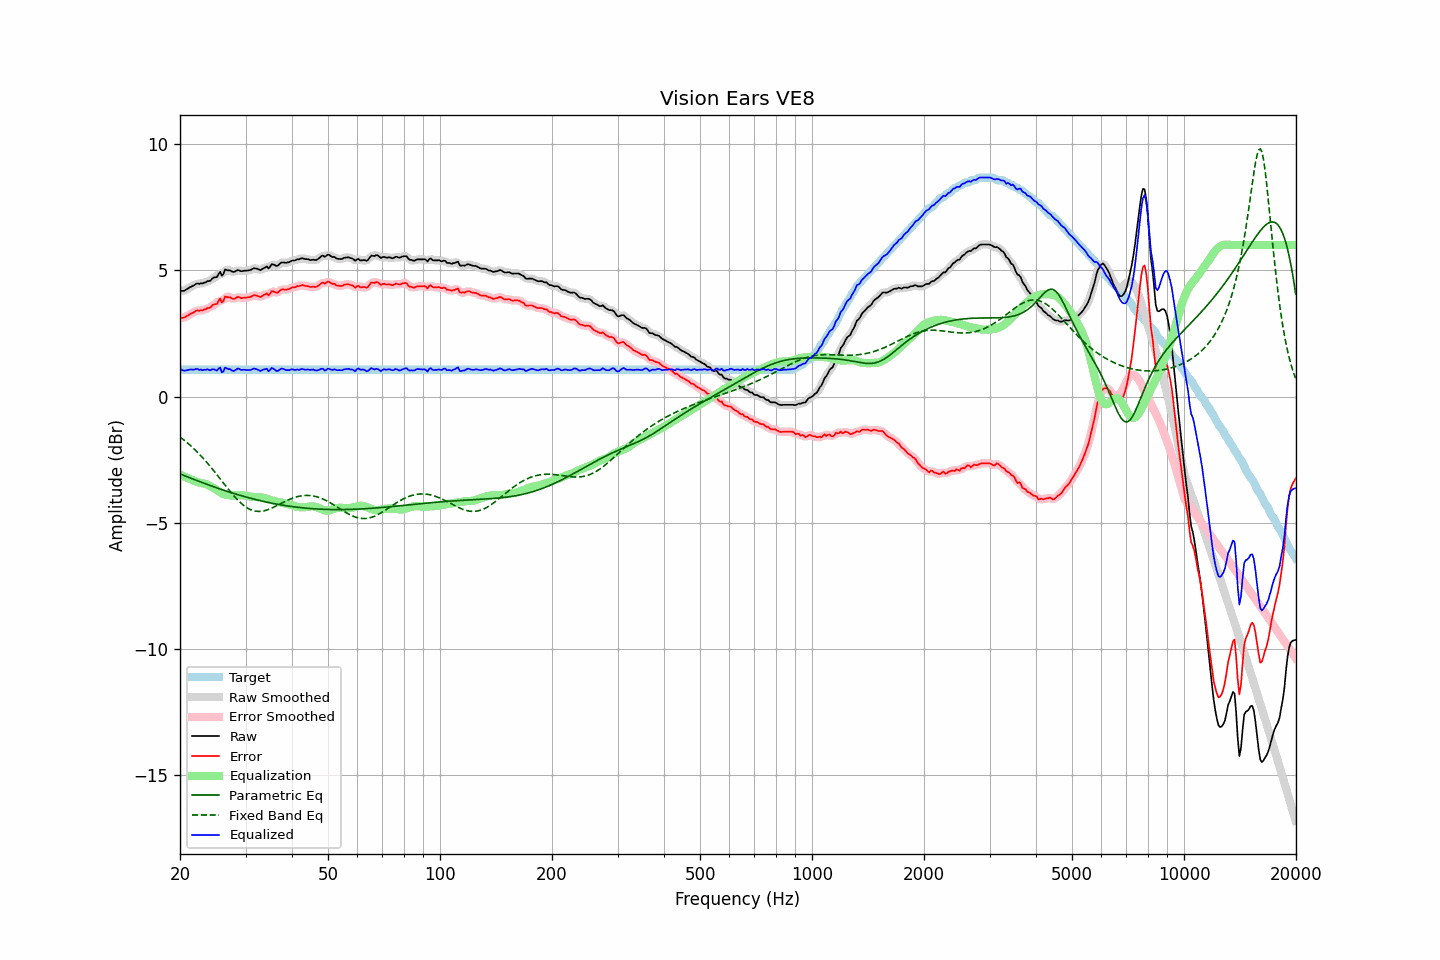 Vision Ears VE8
Amplitude (dBr)
10
5
0
−5
−10
−15
Target
Raw Smoothed
Error Smoothed
Raw
Error
Equalization
Parametric Eq
Fixed Band Eq
Equalized
20 50 100 200 500 1000 2000 5000 10000 20000
Frequency (Hz)